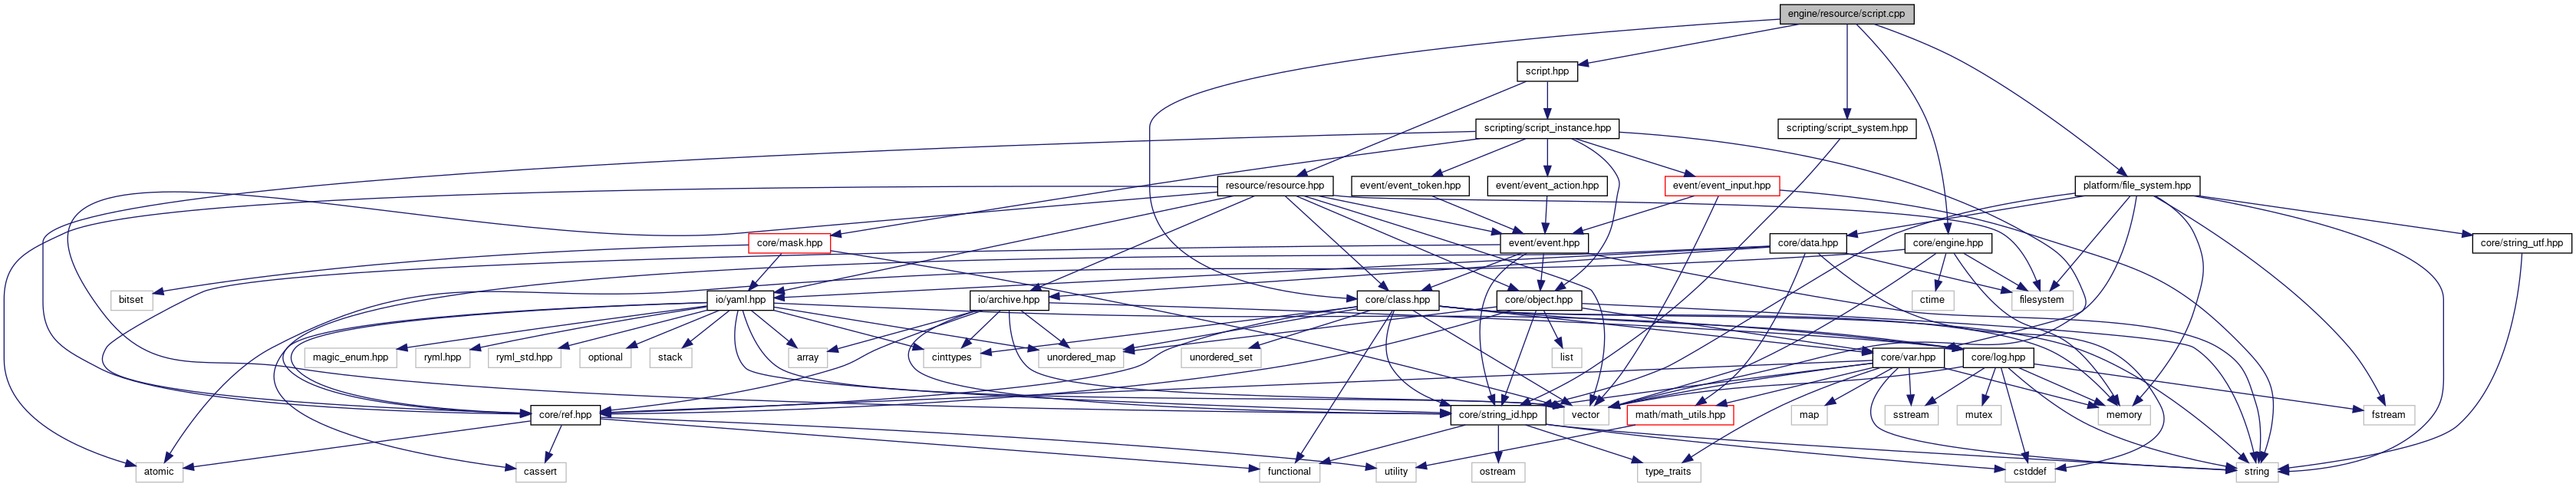 engine/resource/script.cpp
script.hpp
scripting/script_instance.hpp
scripting/script_system.hpp
resource/resource.hpp
event/event_token.hpp
event/event_action.hpp
event/event_input.hpp
platform/file_system.hpp
core/mask.hpp
event/event.hpp
core/data.hpp
core/engine.hpp
core/string_utf.hpp
bitset
io/yaml.hpp
io/archive.hpp
core/class.hpp
core/object.hpp
ctime
filesystem
magic_enum.hpp
ryml.hpp
ryml_std.hpp
optional
stack
array
cinttypes
unordered_map
unordered_set
list
core/var.hpp
core/log.hpp
core/ref.hpp
core/string_id.hpp
vector
math/math_utils.hpp
map
sstream
mutex
memory
fstream
atomic
cassert
functional
utility
ostream
type_traits
cstddef
string